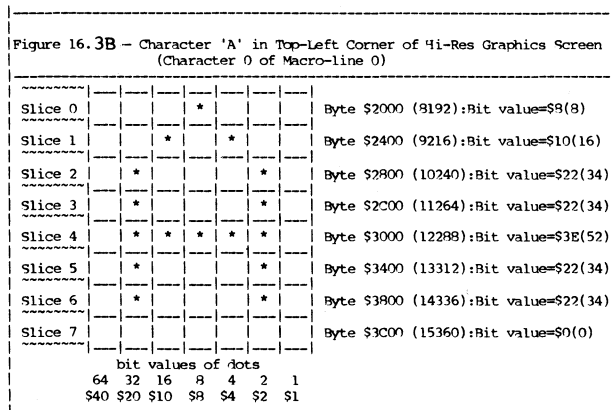 Figure 16.3B - Character 'A' in Top-Left Corner of Hi-Res Graphics Screen
(Character 0 of Macro-line 0)
Slice 0 * Byte $2000 (8192):Bit value=$8(8)
Slice 1 * * Byte $2400 (9216):Bit value=$10(16)
Slice 2 * * Byte $2800 (10240):Bit value=$22(34)
Slice 3 * * Byte $2C00 (11264):Bit value=$22(34)
Slice 4 * * * * * Byte $3000 (12288):Bit value=$3E(52)
Slice 5 * * Byte $3400 (13312):Bit value=$22(34)
Slice 6 * * Byte $3800 (14336):Bit value=$22(34)
Slice 7 Byte $3C00 (15360):Bit value=$0(0)
bit values of dots
64 32 16 8 4 2 1
$40 $20 $10 $8 $4 $2 $1